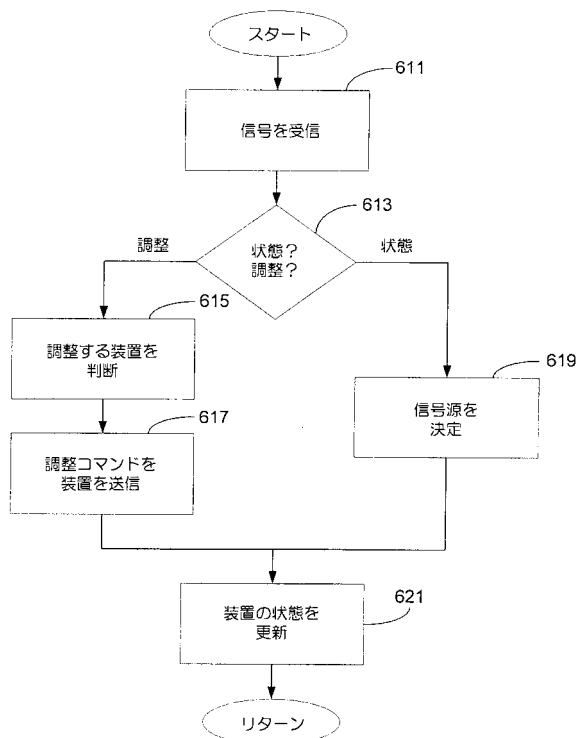 スタート
611
信号を受信
613
状態?
調整?
調整
状態
615
調整する装置を
判断
619
信号源を
決定
617
調整コマンドを
装置を送信
621
装置の状態を
更新
リターン